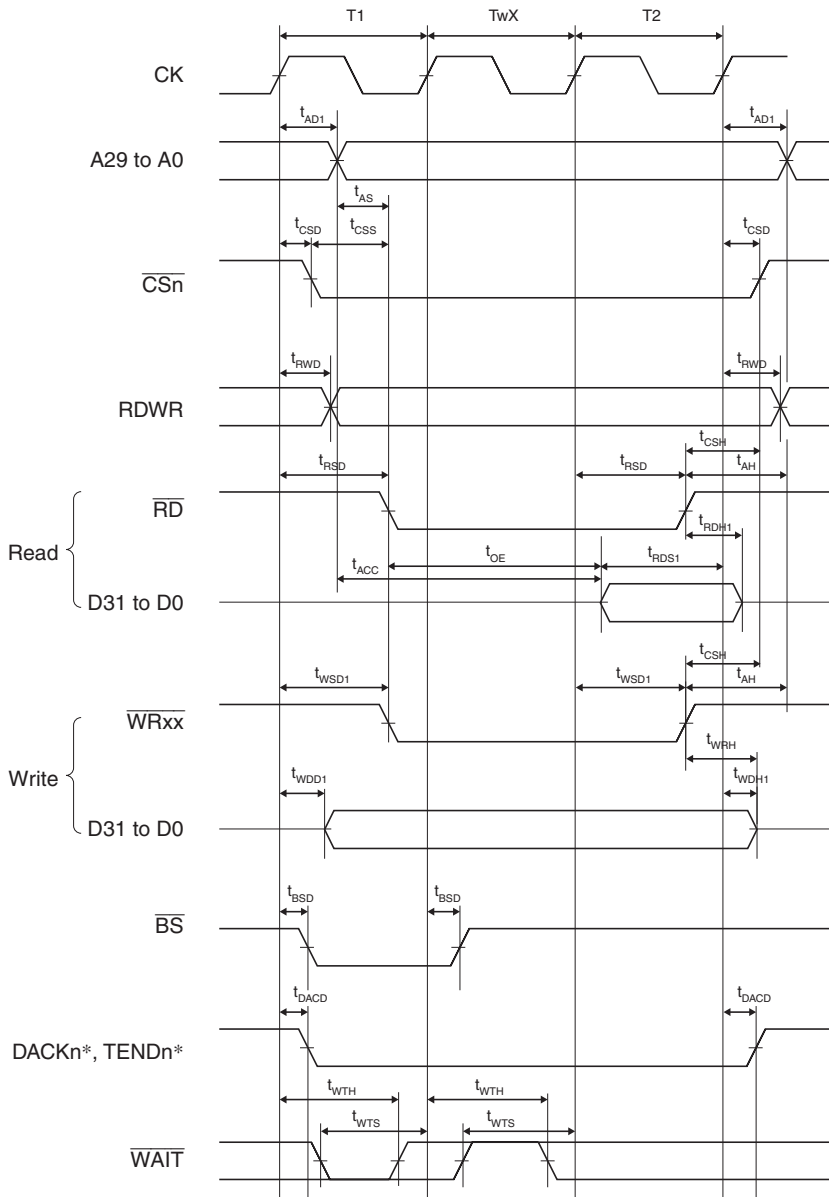 T1 TwX T2
CK
tAD1 tAD1
A29 to A0
tAS
tCSD tCSS tCSD
CSn
tRWD tRWD
RDWR
tCSH
tRSD tRSD tAH
RD
tRDH1
Read
tOE tRDS1
tACC
D31 to D0
tCSH
tWSD1 tWSD1 tAH
WRxx
tWRH
Write
tWDD1 tWDH1
D31 to D0
tBSD tBSD
BS
tDACD tDACD
DACKn*, TENDn*
tWTH tWTH
tWTS tWTS
WAIT